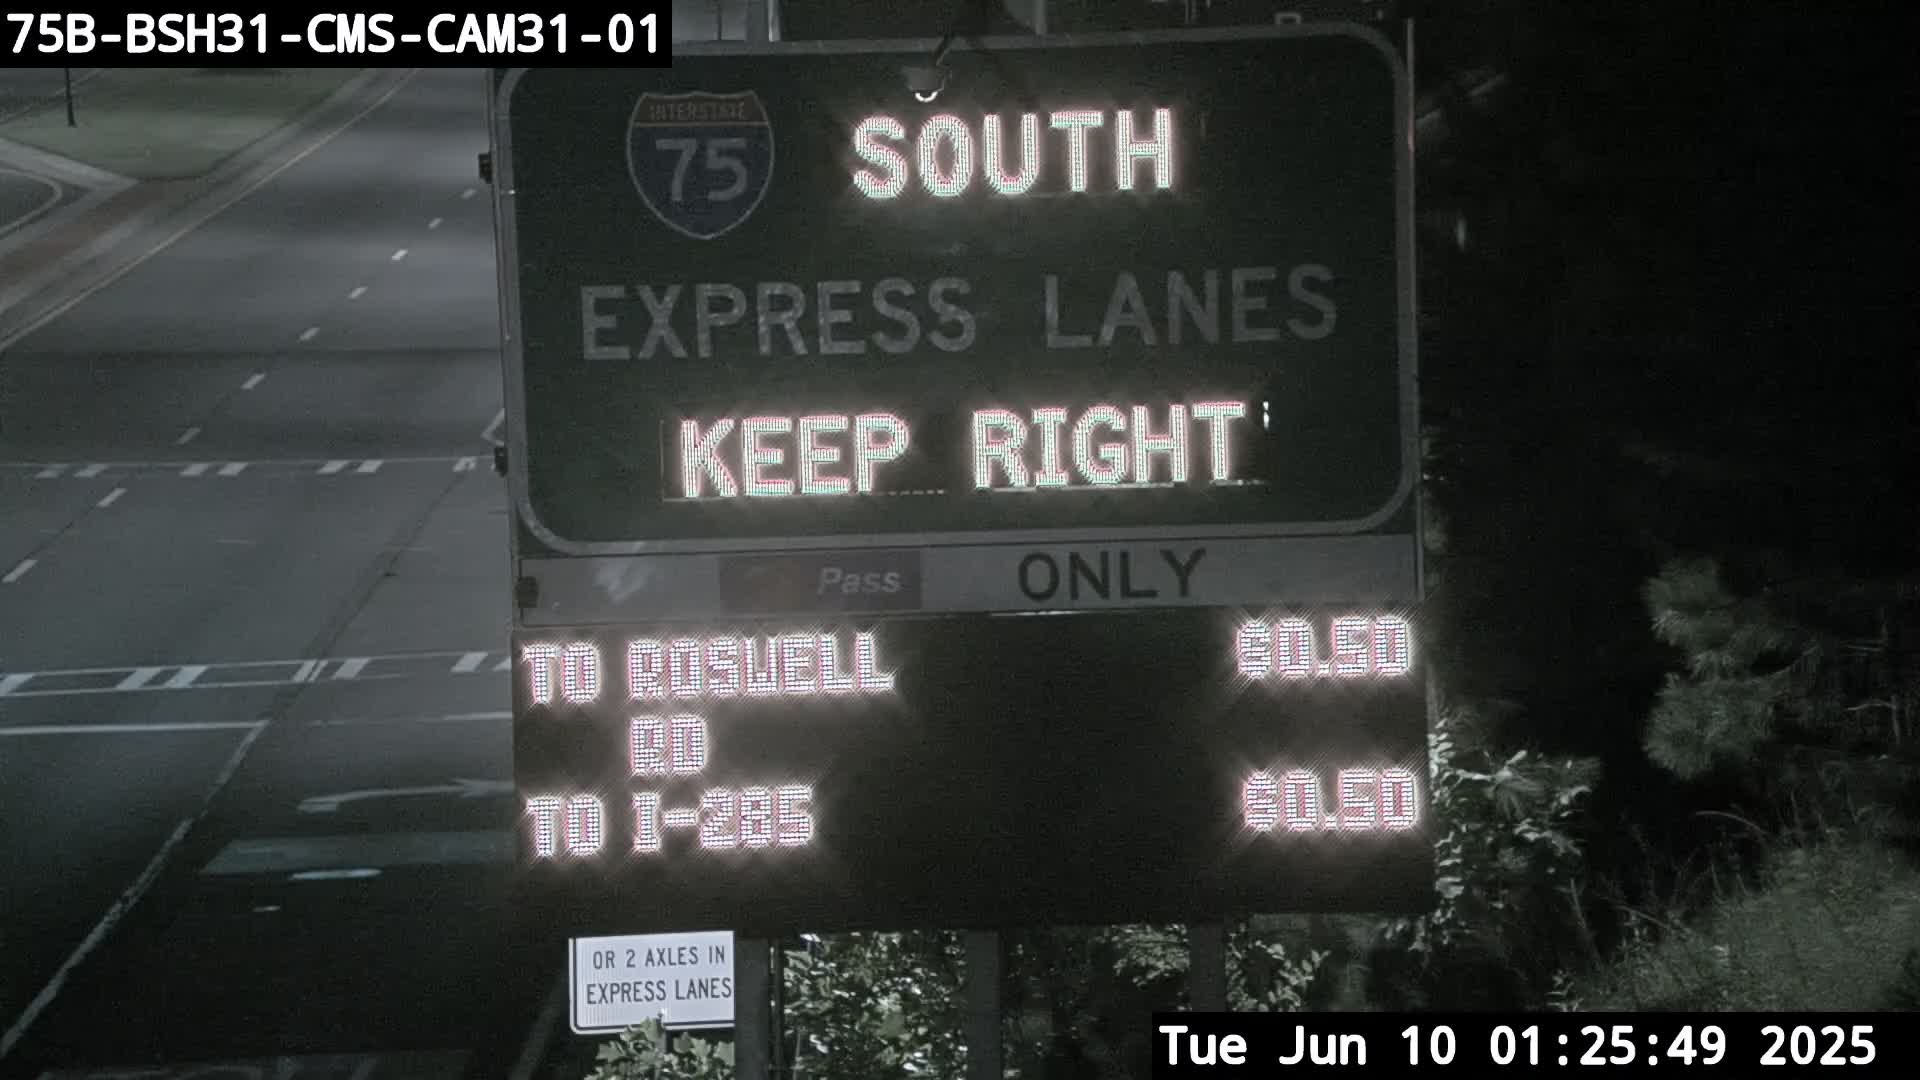 75B-BSH31-CMS-CAM31-01
INTERSTATE
75
SOUTH
EXPRESS LANES
KEEP RIGHT
Pass
ONLY
TO ROSWELL $0.50
RD
TO I-285 $0.50
OR 2 AXLES IN
EXPRESS LANES
Tue Jun 10 01:25:49 2025